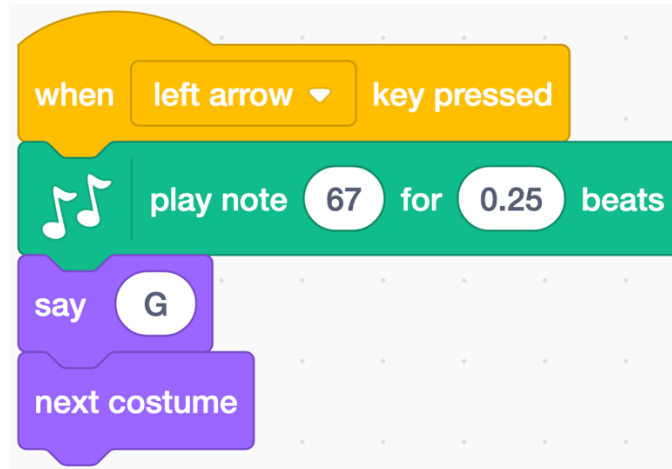 when left arrow key pressed
play note 67 for 0.25 beats
say G
next costume